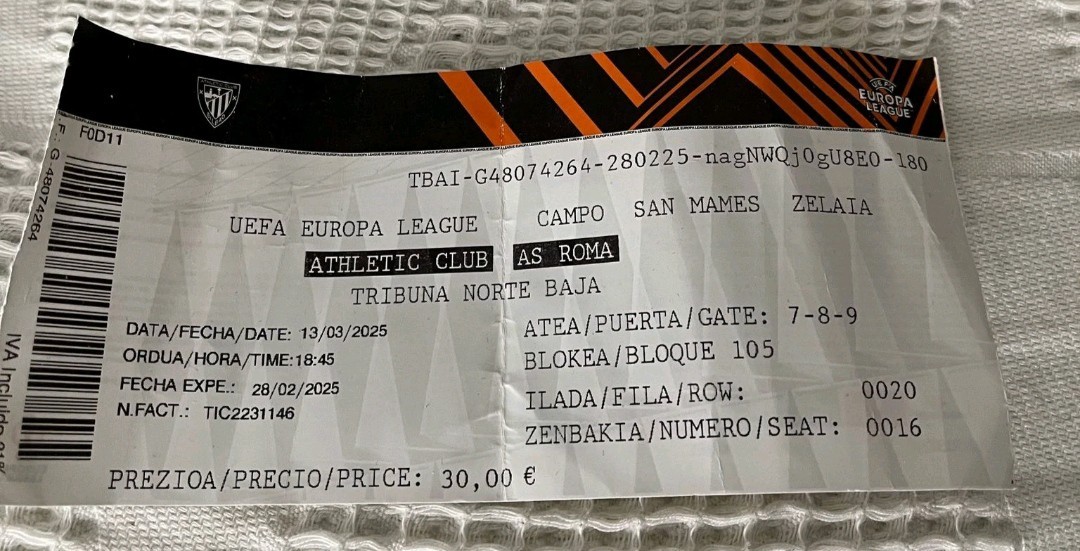 UEFA
EUROPA
LEAGUE
F0D11
G48074264
TBAI-G48074264-280225-nagNWQjOgU8E0-180
UEFA EUROPA LEAGUE CAMPO SAN MAMES ZELAIA
ATHLETIC CLUB AS ROMA
TRIBUNA NORTE BAJA
DATA/FECHA/DATE: 13/03/2025
ORDUA/HORA/TIME:18:45
FECHA EXPE.: 28/02/2025
N.FACT.: TIC2231146
ATEA/PUERTA/GATE: 7-8-9
BLOKEA/BLOQUE 105
ILADA/FILA/ROW: 0020
ZENBAKIA/NUMERO/SEAT: 0016
PREZIOA/PRECIO/PRICE: 30,00 €
IVA Incluido